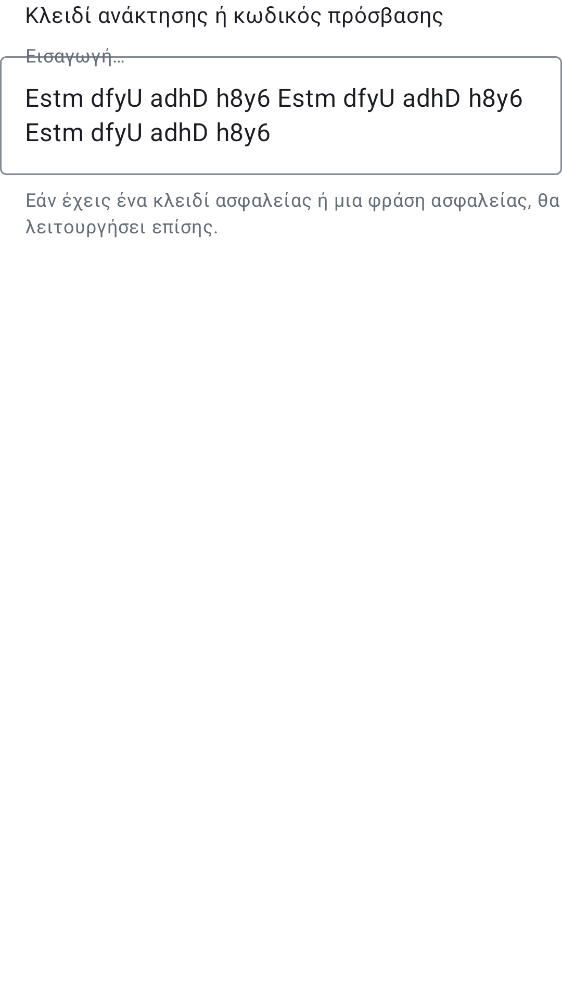 Κλειδί ανάκτησης ή κωδικός πρόσβασης
Εισαγωγή…
Estm dfyU adhD h8y6 Estm dfyU adhD h8y6
Estm dfyU adhD h8y6
Εάν έχεις ένα κλειδί ασφαλείας ή μια φράση ασφαλείας, θα
λειτουργήσει επίσης.